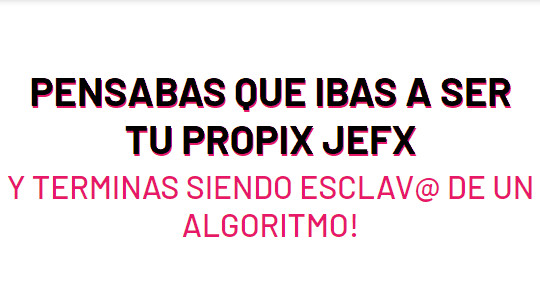 PENSABAS QUE IBAS A SER
TU PROPIX JEFX
Y TERMINAS SIENDO ESCLAV@ DE UN
ALGORITMO!